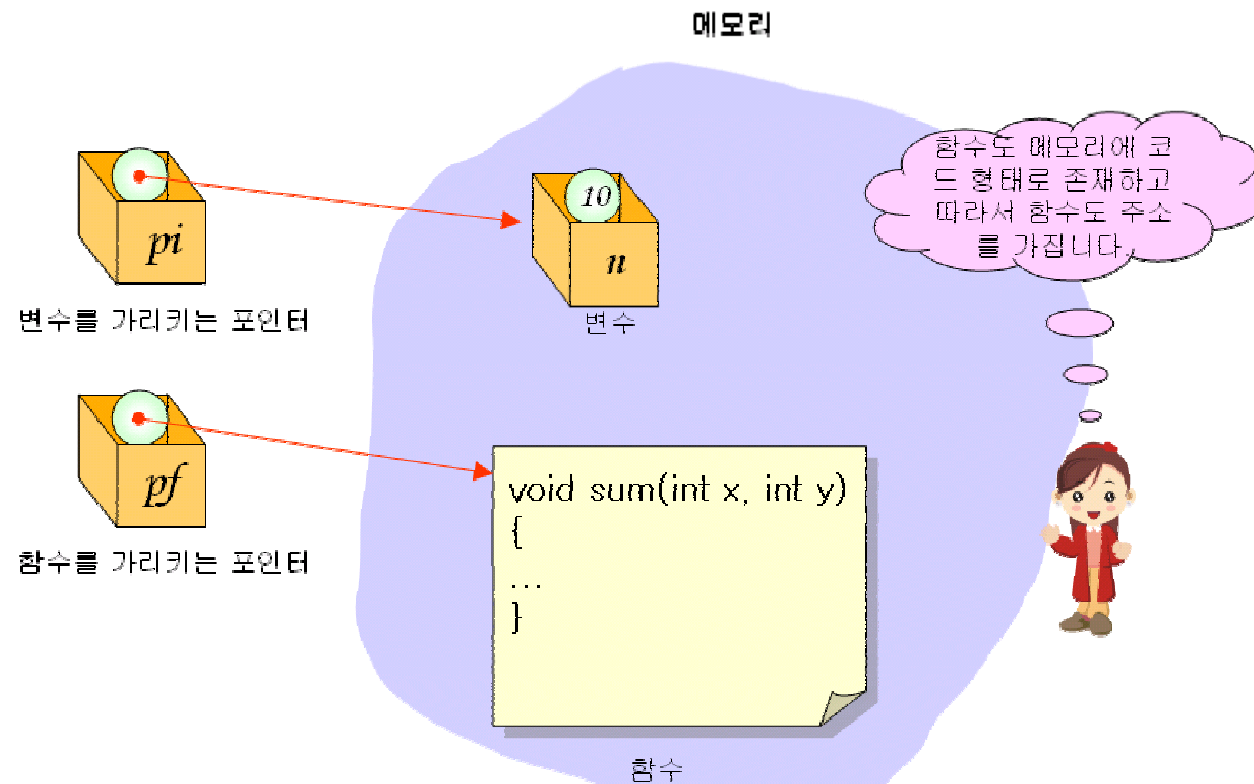 메모리
함수도 메모리에 코
드 형태로 존재하고
따라서 함수도 주소
를 가집니다.
pi
변수를 가리키는 포인터
10
n
변수
pf
함수를 가리키는 포인터
void sum(int x, int y)
{
...
}
함수